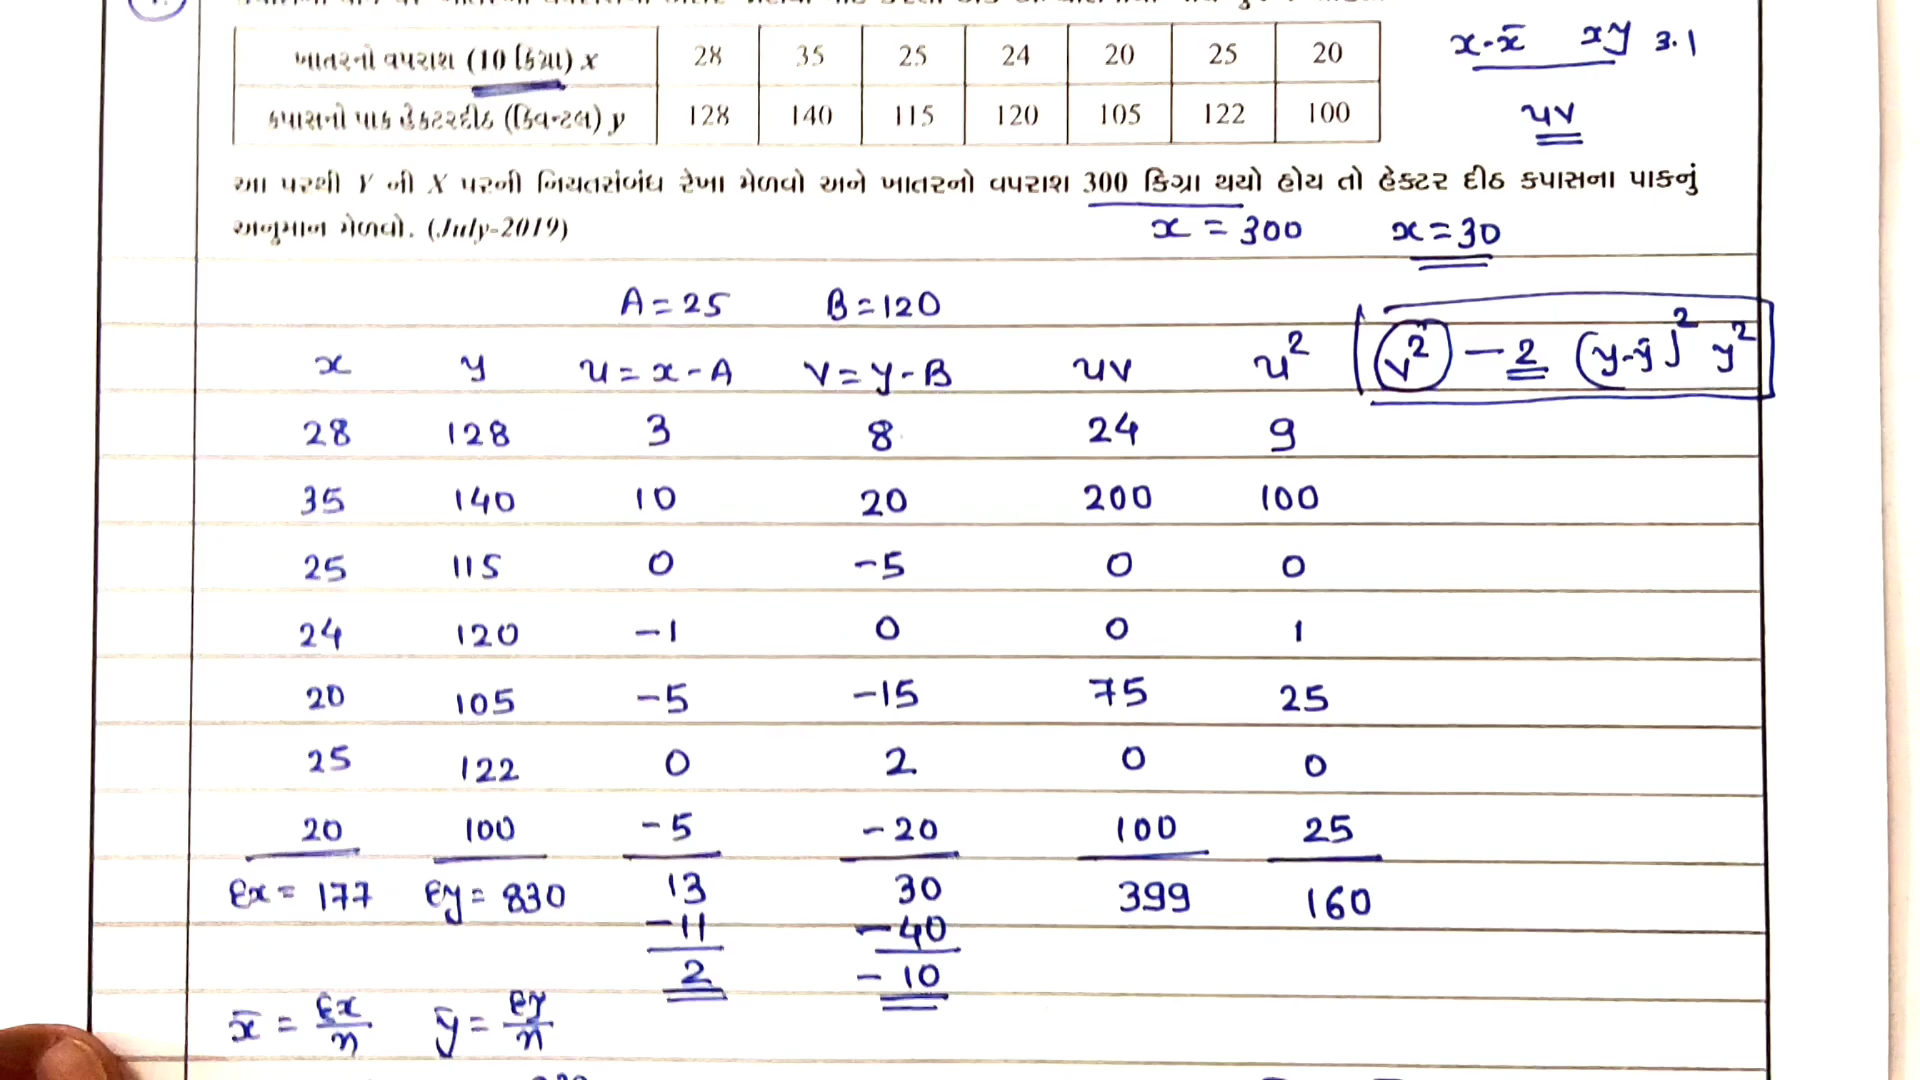 ખાતરનો વપરાશ (10 કિગ્રા) x 28 35 25 24 20 25 20
કપાસનો પાક હેક્ટરદીઠ (ક્વિન્ટલ) y 128 140 115 120 105 122 100
x-x̄ xy 3.1
uv
આ પરથી Y ની X પરની નિયતસંબંધ રેખા મેળવો અને ખાતરનો વપરાશ 300 કિગ્રા થયો હોય તો હેક્ટર દીઠ કપાસના પાકનું
અનુમાન મેળવો. (July-2019)
x = 300 x = 30
A = 25 B = 120
x y u = x - A v = y - B uv u² v² - 2 (y-ȳ)² y²
28 128 3 8 24 9
35 140 10 20 200 100
25 115 0 -5 0 0
24 120 -1 0 0 1
20 105 -5 -15 75 25
25 122 0 2 0 0
20 100 -5 -20 100 25
Σx = 177 Σy = 830 13 30 399 160
-11 -40
2 -10
x̄ = Σx/n ȳ = Σy/n